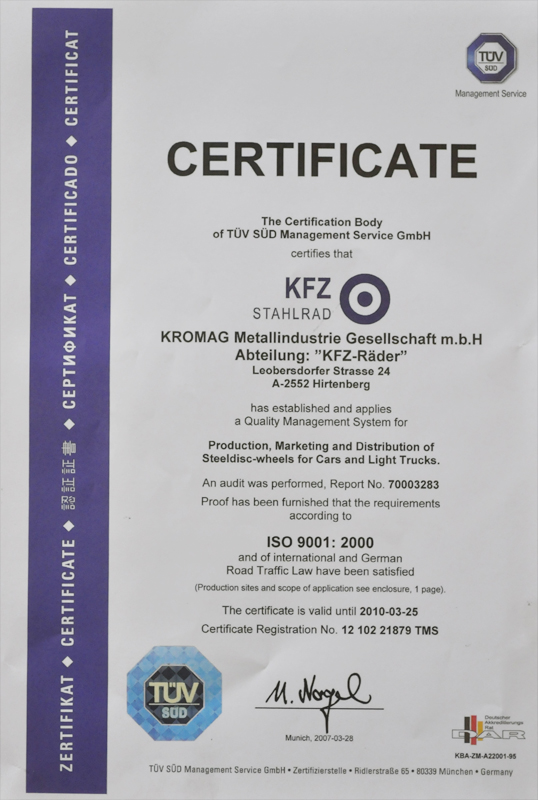 TÜV
SÜD
Management Service
CERTIFICATE
The Certification Body
of TÜV SÜD Management Service GmbH
certifies that
KFZ
STAHLRAD
KROMAG Metallindustrie Gesellschaft m.b.H
Abteilung: ”KFZ-Räder”
Leobersdorfer Strasse 24
A-2552 Hirtenberg
has established and applies
a Quality Management System for
Production, Marketing and Distribution of
Steeldisc-wheels for Cars and Light Trucks.
An audit was performed, Report No. 70003283
Proof has been furnished that the requirements
according to
ISO 9001: 2000
and of international and German
Road Traffic Law have been satisfied
(Production sites and scope of application see enclosure, 1 page).
The certificate is valid until 2010-03-25
Certificate Registration No. 12 102 21879 TMS
TÜV
SÜD
M. Nogel
Munich, 2007-03-28
Deutscher
Akkreditierungs
Rat
DAR
KBA-ZM-A22001-95
TÜV SÜD Management Service GmbH • Zertifizierstelle • Ridlerstraße 65 • 80339 München • Germany
ZERTIFIKAT ◆ CERTIFICATE ◆ 認証証書 ◆ СЕРТИФИКАТ ◆ CERTIFICADO ◆ CERTIFICAT